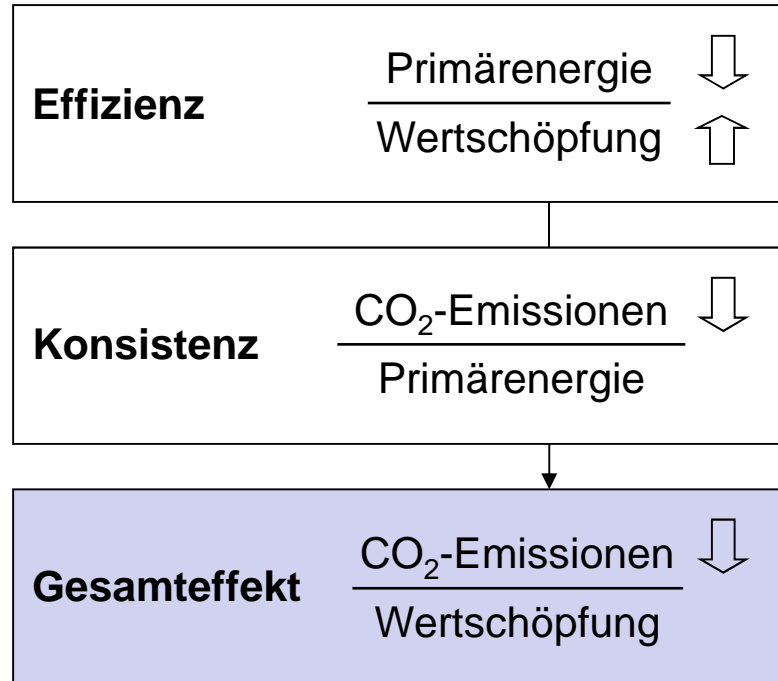 Effizienz
Primärenergie
Wertschöpfung
Konsistenz
CO₂-Emissionen
Primärenergie
Gesamteffekt
CO₂-Emissionen
Wertschöpfung